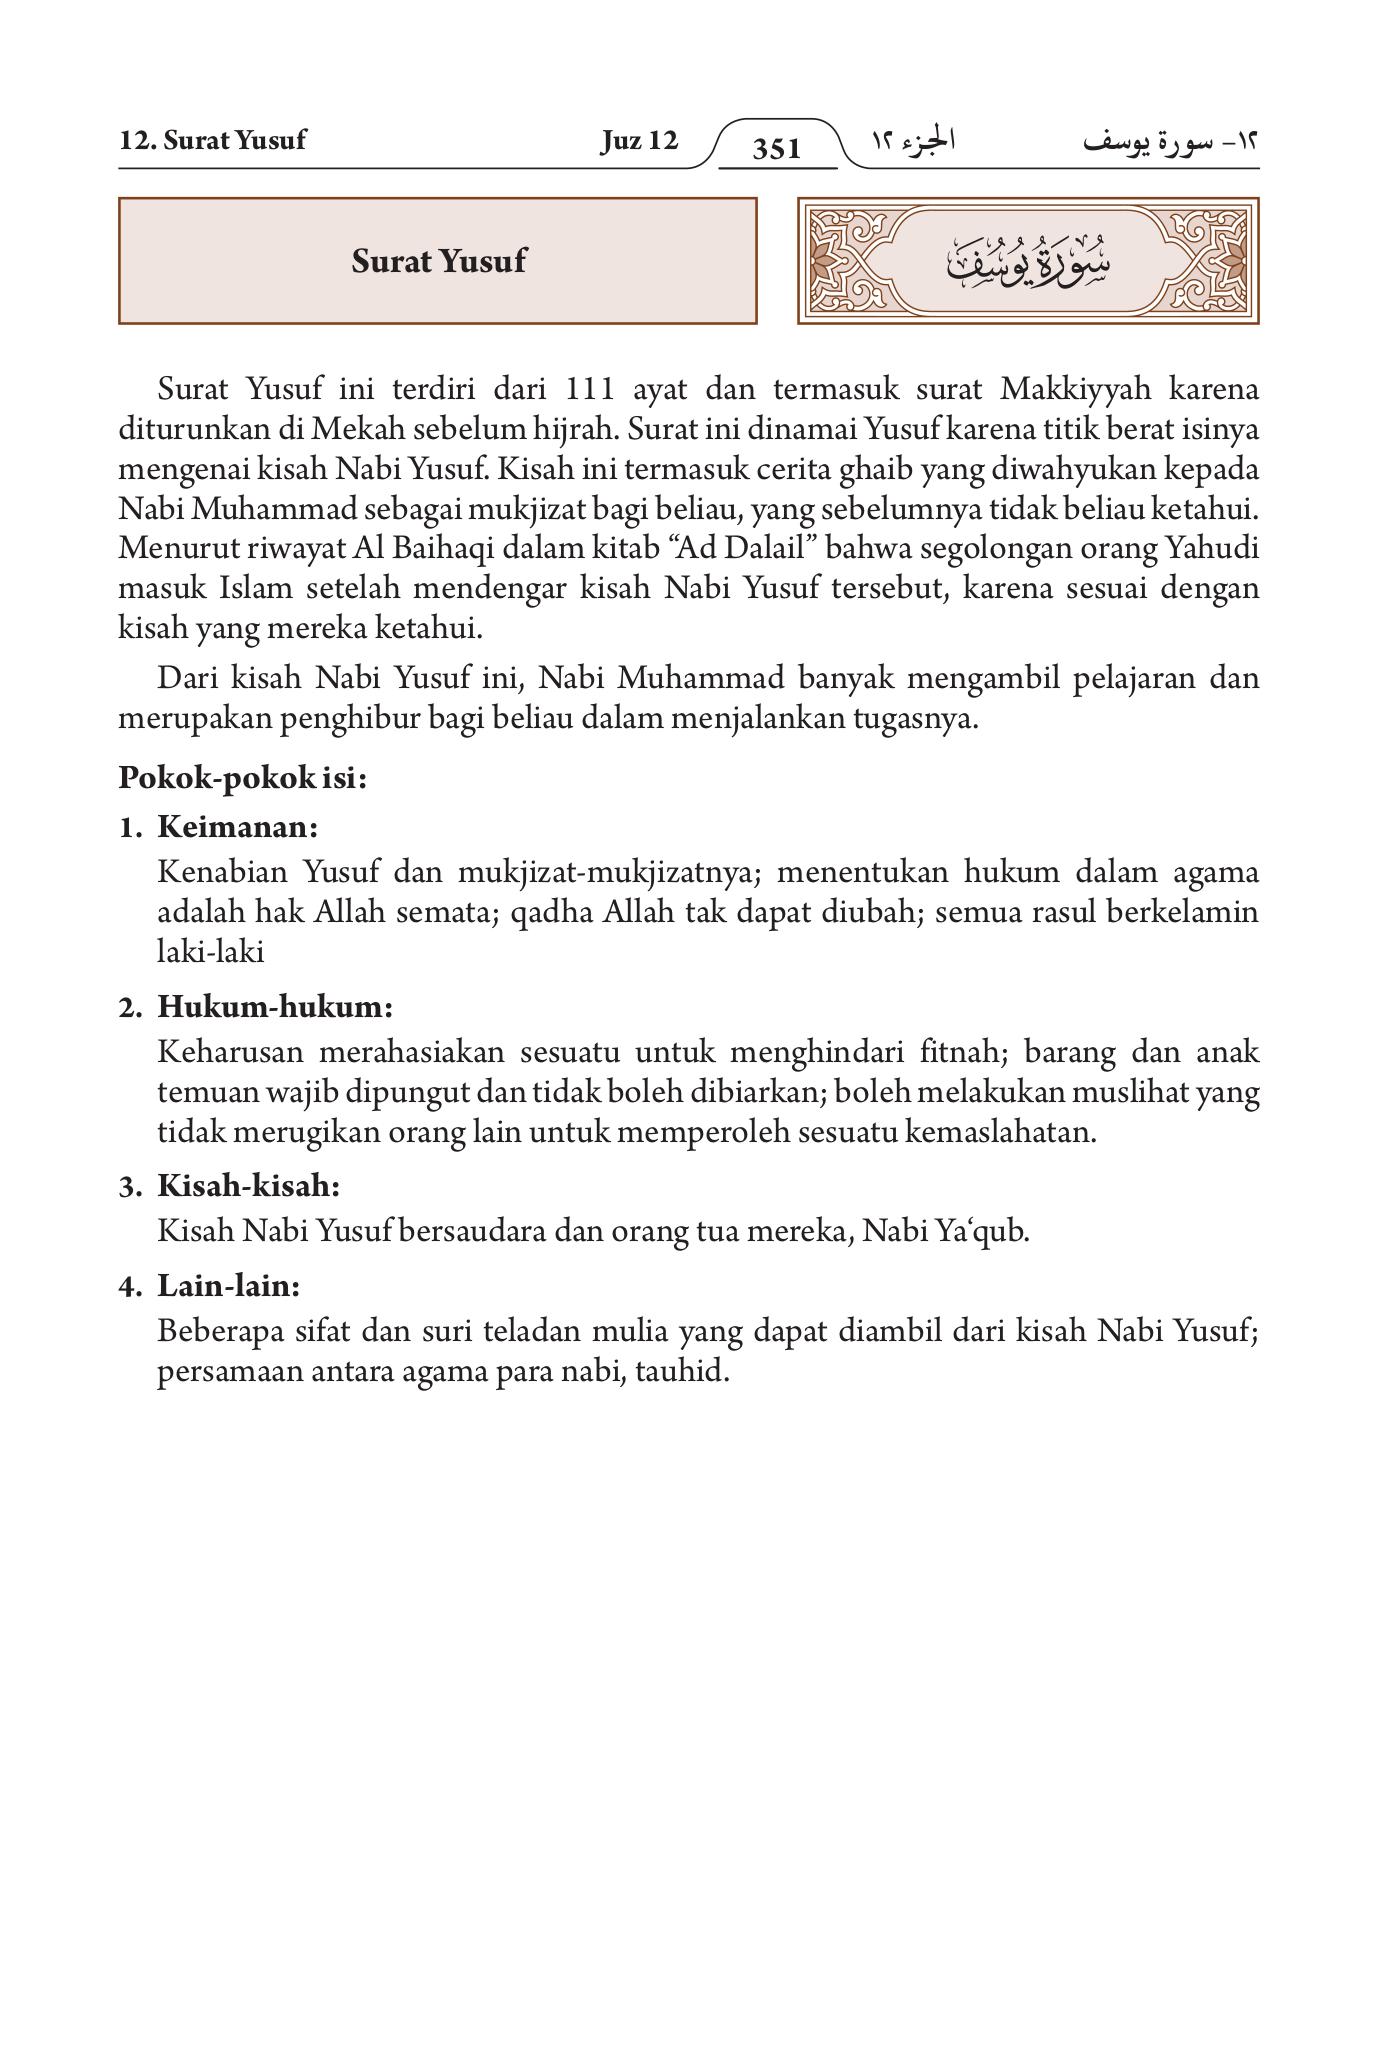 12. Surat Yusuf Juz 12 351 الجزء ١٢ ١٢- سورة يوسف
Surat Yusuf
سُوْرَةُ يُوْسُفَ
Surat Yusuf ini terdiri dari 111 ayat dan termasuk surat Makkiyyah karena
diturunkan di Mekah sebelum hijrah. Surat ini dinamai Yusuf karena titik berat isinya
mengenai kisah Nabi Yusuf. Kisah ini termasuk cerita ghaib yang diwahyukan kepada
Nabi Muhammad sebagai mukjizat bagi beliau, yang sebelumnya tidak beliau ketahui.
Menurut riwayat Al Baihaqi dalam kitab “Ad Dalail” bahwa segolongan orang Yahudi
masuk Islam setelah mendengar kisah Nabi Yusuf tersebut, karena sesuai dengan
kisah yang mereka ketahui.
Dari kisah Nabi Yusuf ini, Nabi Muhammad banyak mengambil pelajaran dan
merupakan penghibur bagi beliau dalam menjalankan tugasnya.
Pokok-pokok isi:
1. Keimanan:
Kenabian Yusuf dan mukjizat-mukjizatnya; menentukan hukum dalam agama
adalah hak Allah semata; qadha Allah tak dapat diubah; semua rasul berkelamin
laki-laki
2. Hukum-hukum:
Keharusan merahasiakan sesuatu untuk menghindari fitnah; barang dan anak
temuan wajib dipungut dan tidak boleh dibiarkan; boleh melakukan muslihat yang
tidak merugikan orang lain untuk memperoleh sesuatu kemaslahatan.
3. Kisah-kisah:
Kisah Nabi Yusuf bersaudara dan orang tua mereka, Nabi Ya‘qub.
4. Lain-lain:
Beberapa sifat dan suri teladan mulia yang dapat diambil dari kisah Nabi Yusuf;
persamaan antara agama para nabi, tauhid.